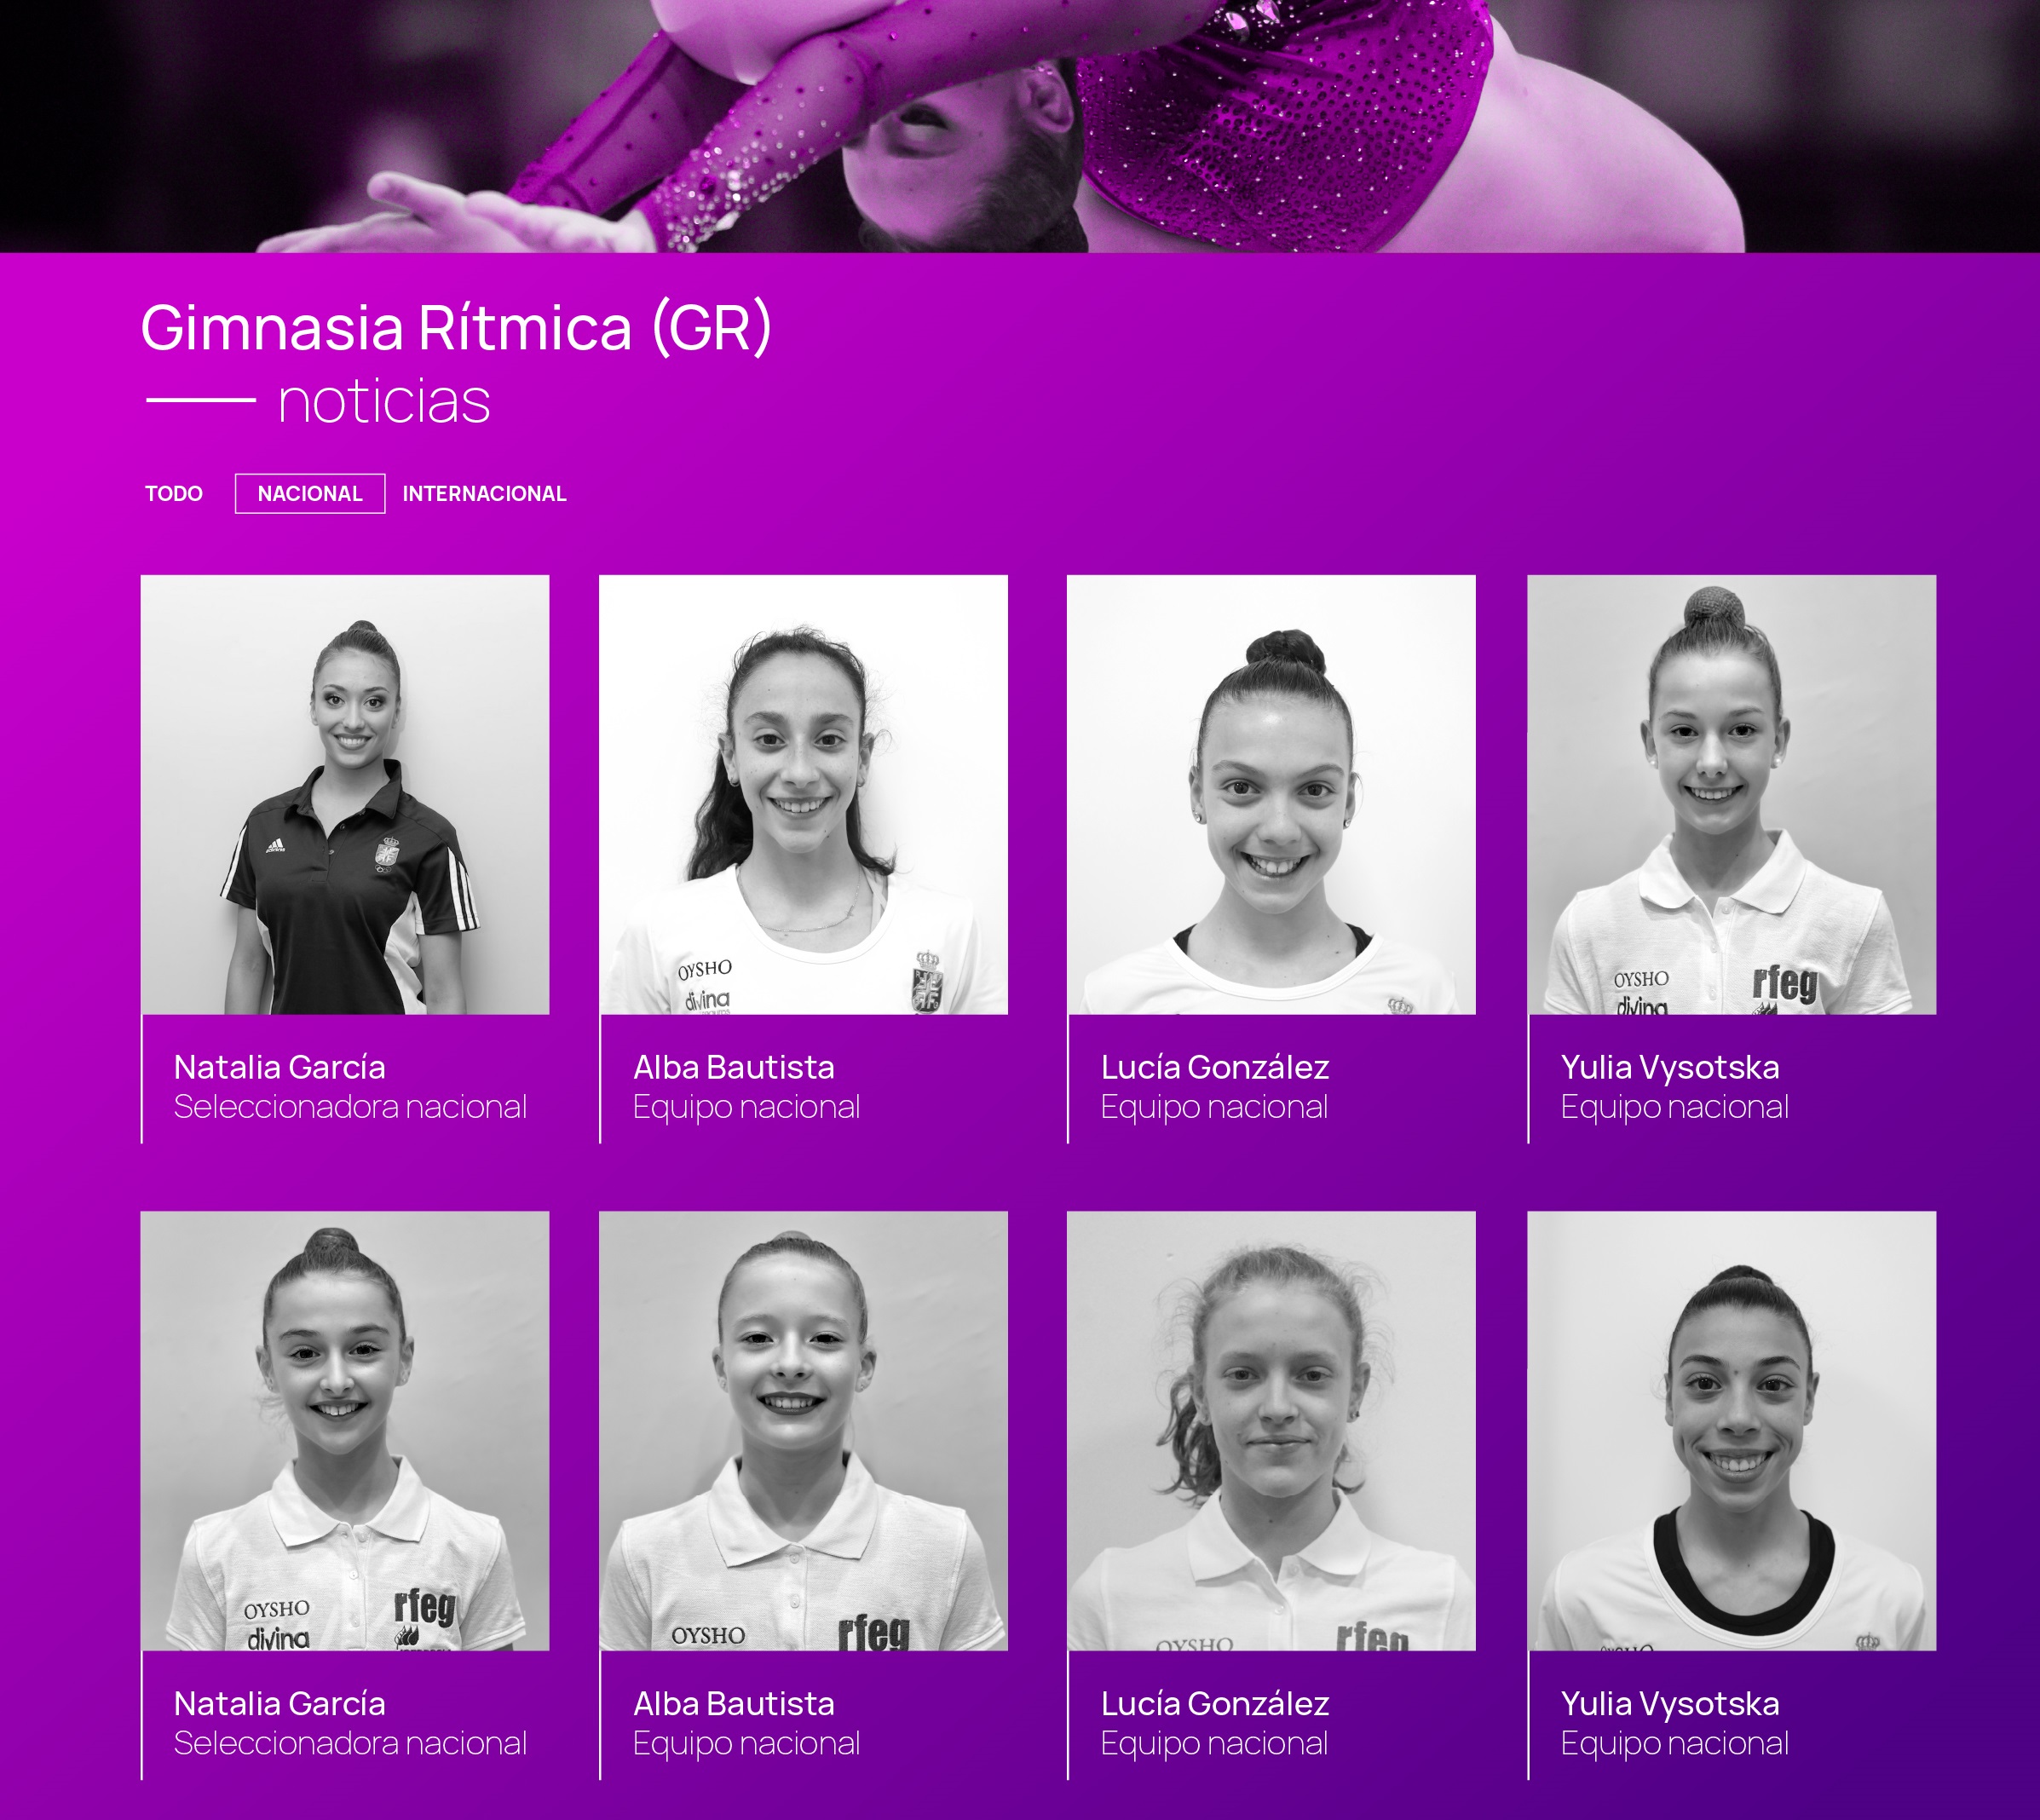 Gimnasia Rítmica (GR)
noticias
TODO NACIONAL INTERNACIONAL
OYSHO
divina
OYSHO
divina
rfeg
Natalia García
Seleccionadora nacional
Alba Bautista
Equipo nacional
Lucía González
Equipo nacional
Yulia Vysotska
Equipo nacional
OYSHO
divina
rfeg
OYSHO
rfeg
OYSHO
rfeg
OYSHO
Natalia García
Seleccionadora nacional
Alba Bautista
Equipo nacional
Lucía González
Equipo nacional
Yulia Vysotska
Equipo nacional